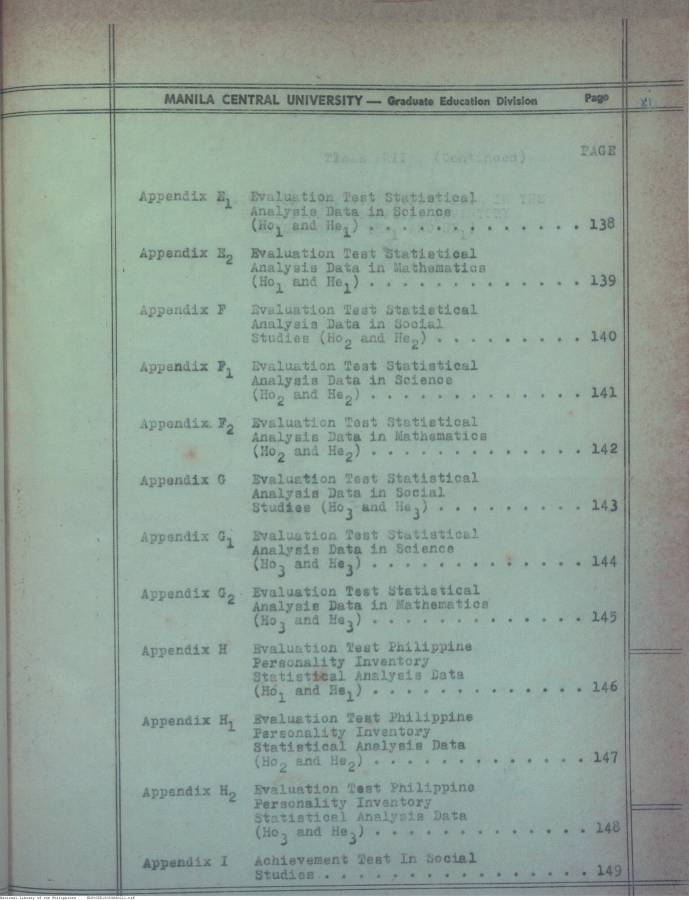 MANILA CENTRAL UNIVERSITY — Graduate Education Division Page xi
PAGE
Appendix E1 Evaluation Test Statistical
Analysis Data in Science
(Ho1 and He1) . . . . . . . . . . . . . 138
Appendix E2 Evaluation Test Statistical
Analysis Data in Mathematics
(Ho1 and He1) . . . . . . . . . . . . . 139
Appendix F Evaluation Test Statistical
Analysis Data in Social
Studies (Ho2 and He2) . . . . . . . . . 140
Appendix F1 Evaluation Test Statistical
Analysis Data in Science
(Ho2 and He2) . . . . . . . . . . . . . 141
Appendix F2 Evaluation Test Statistical
Analysis Data in Mathematics
(Ho2 and He2) . . . . . . . . . . . . . 142
Appendix G Evaluation Test Statistical
Analysis Data in Social
Studies (Ho3 and He3) . . . . . . . . . 143
Appendix G1 Evaluation Test Statistical
Analysis Data in Science
(Ho3 and He3) . . . . . . . . . . . . . 144
Appendix G2 Evaluation Test Statistical
Analysis Data in Mathematics
(Ho3 and He3) . . . . . . . . . . . . . 145
Appendix H Evaluation Test Philippine
Personality Inventory
Statistical Analysis Data
(Ho1 and He1) . . . . . . . . . . . . . 146
Appendix H1 Evaluation Test Philippine
Personality Inventory
Statistical Analysis Data
(Ho2 and He2) . . . . . . . . . . . . . 147
Appendix H2 Evaluation Test Philippine
Personality Inventory
Statistical Analysis Data
(Ho3 and He3) . . . . . . . . . . . . . 148
Appendix I Achievement Test In Social
Studies . . . . . . . . . . . . . . . . 149
National Library of the Philippines